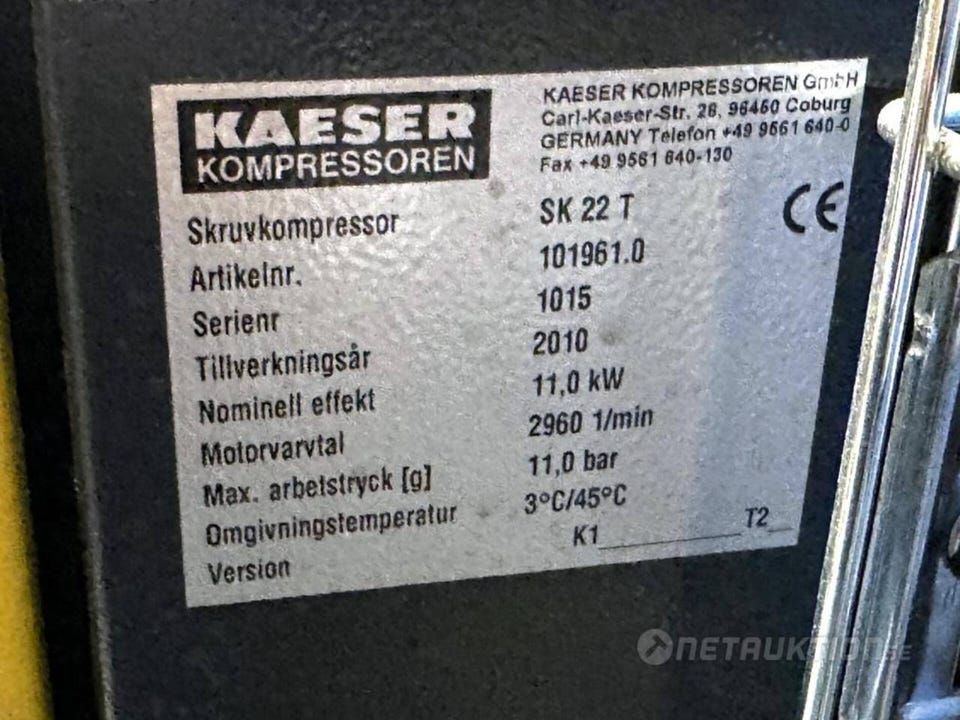 KAESER
KOMPRESSOREN
KAESER KOMPRESSOREN GmbH
Carl-Kaeser-Str. 26, 96450 Coburg
GERMANY Telefon +49 9561 640-0
Fax +49 9561 640-130
CE
Skruvkompressor SK 22 T
Artikelnr. 101961.0
Serienr 1015
Tillverkningsår 2010
Nominell effekt 11,0 kW
Motorvarvtal 2960 1/min
Max. arbetstryck [g] 11,0 bar
Omgivningstemperatur 3°C/45°C
Version K1 T2
NETAUKTION.SE